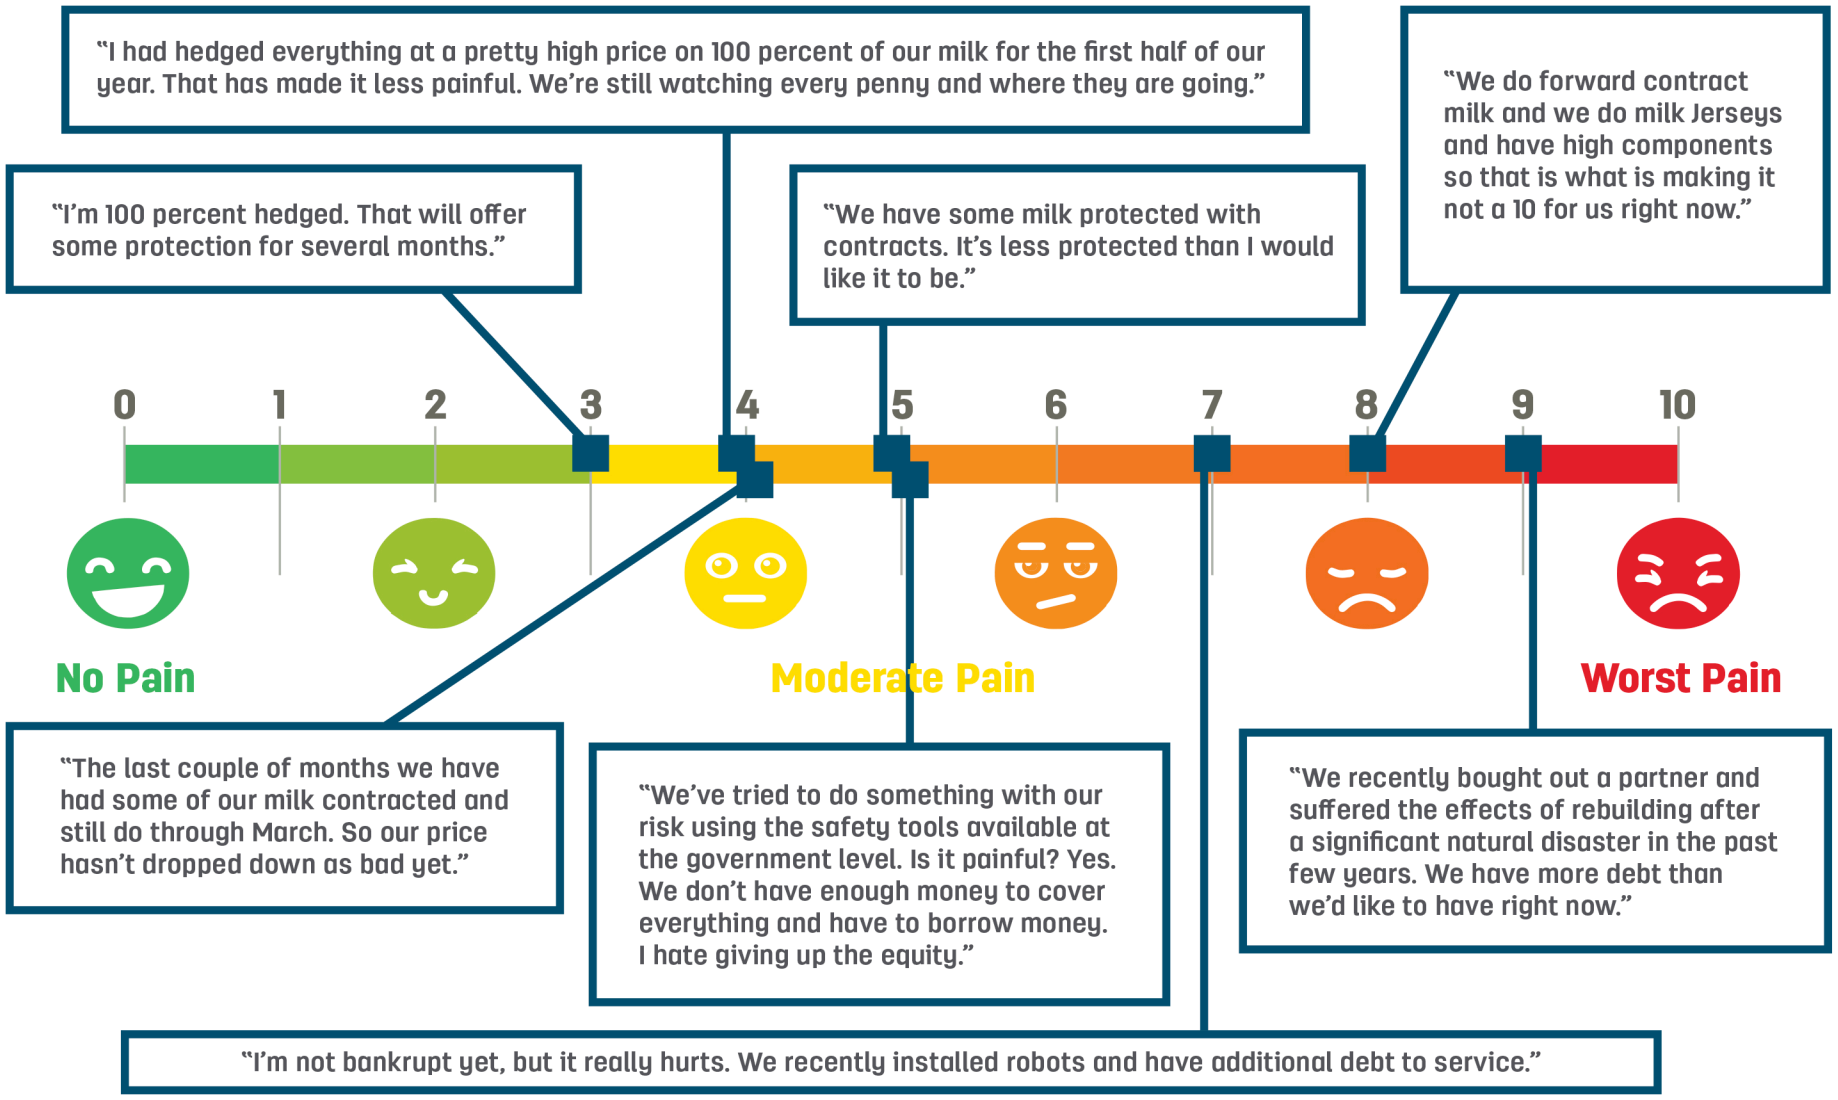 “I had hedged everything at a pretty high price on 100 percent of our milk for the first half of our
year. That has made it less painful. We’re still watching every penny and where they are going.”
“We do forward contract
milk and we do milk Jerseys
and have high components
so that is what is making it
not a 10 for us right now.”
“I’m 100 percent hedged. That will offer
some protection for several months.”
“We have some milk protected with
contracts. It’s less protected than I would
like it to be.”
0 1 2 3 4 5 6 7 8 9 10
No Pain Moderate Pain Worst Pain
“The last couple of months we have
had some of our milk contracted and
still do through March. So our price
hasn’t dropped down as bad yet.”
“We’ve tried to do something with our
risk using the safety tools available at
the government level. Is it painful? Yes.
We don’t have enough money to cover
everything and have to borrow money.
I hate giving up the equity.”
“We recently bought out a partner and
suffered the effects of rebuilding after
a significant natural disaster in the past
few years. We have more debt than
we’d like to have right now.”
“I’m not bankrupt yet, but it really hurts. We recently installed robots and have additional debt to service.”